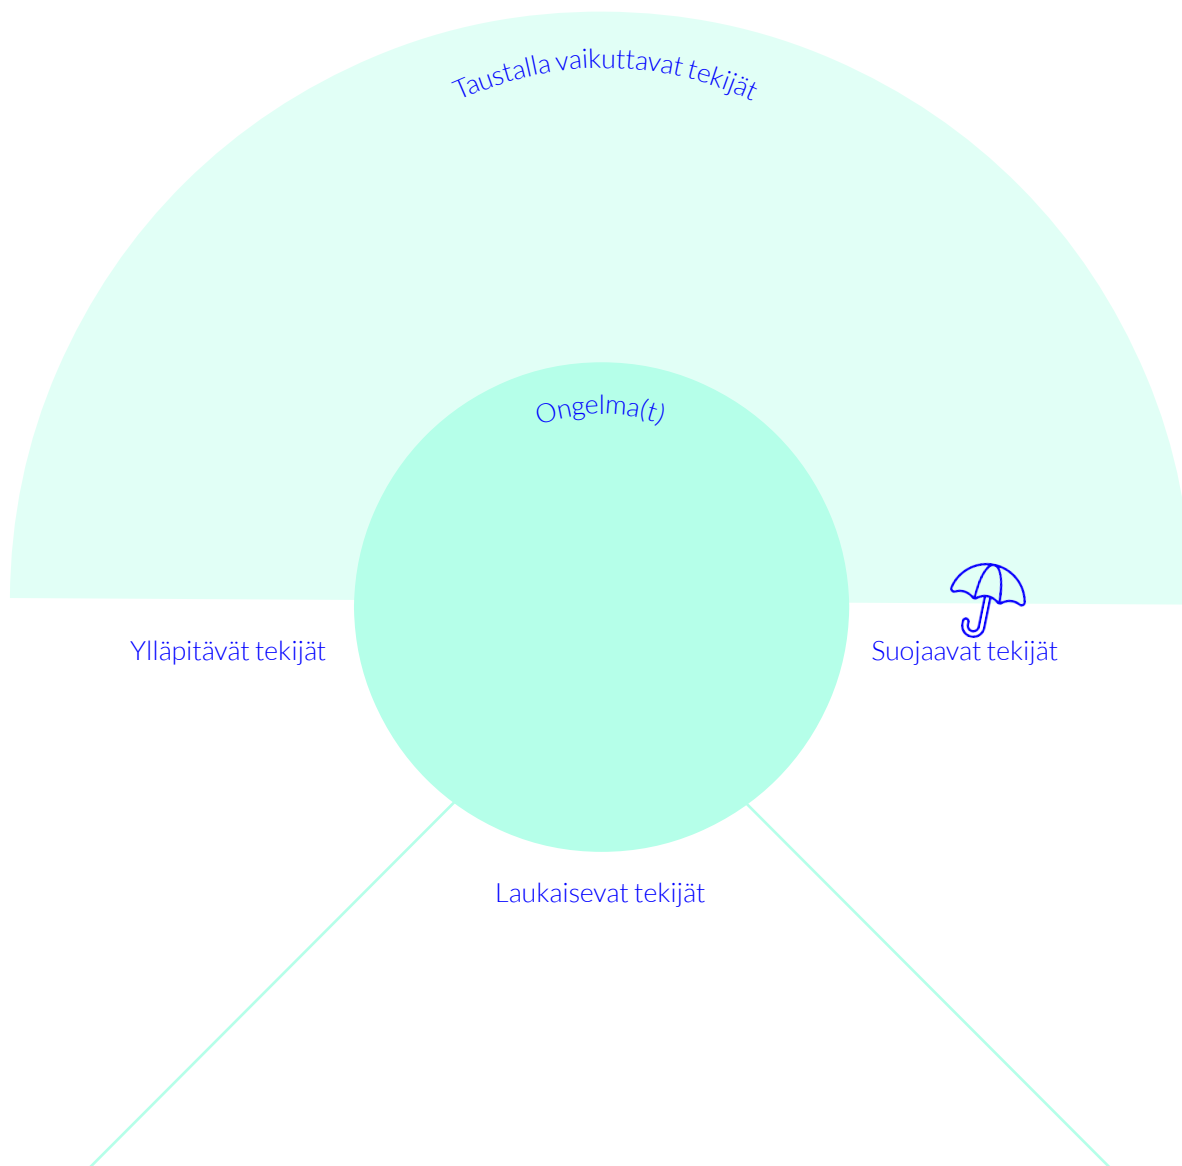 Taustalla vaikuttavat tekijät
Ongelma(t)
Ylläpitävät tekijät
Suojaavat tekijät
Laukaisevat tekijät